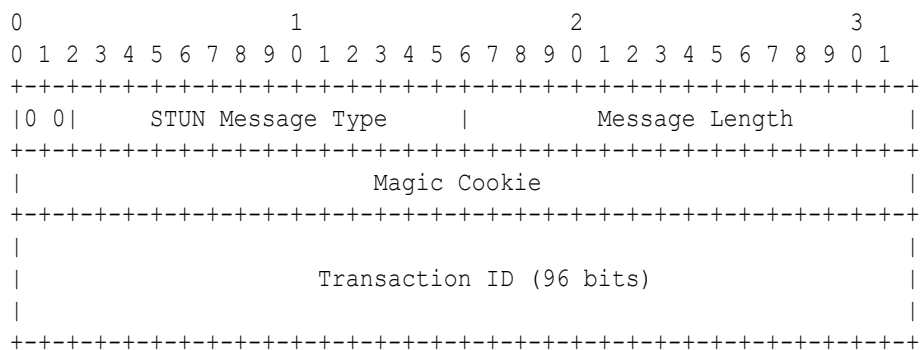 0                   1                   2                   3
0 1 2 3 4 5 6 7 8 9 0 1 2 3 4 5 6 7 8 9 0 1 2 3 4 5 6 7 8 9 0 1
+-+-+-+-+-+-+-+-+-+-+-+-+-+-+-+-+-+-+-+-+-+-+-+-+-+-+-+-+-+-+-+-+
|0 0|     STUN Message Type     |         Message Length        |
+-+-+-+-+-+-+-+-+-+-+-+-+-+-+-+-+-+-+-+-+-+-+-+-+-+-+-+-+-+-+-+-+
|                         Magic Cookie                          |
+-+-+-+-+-+-+-+-+-+-+-+-+-+-+-+-+-+-+-+-+-+-+-+-+-+-+-+-+-+-+-+-+
|                                                               |
|                     Transaction ID (96 bits)                  |
|                                                               |
+-+-+-+-+-+-+-+-+-+-+-+-+-+-+-+-+-+-+-+-+-+-+-+-+-+-+-+-+-+-+-+-+